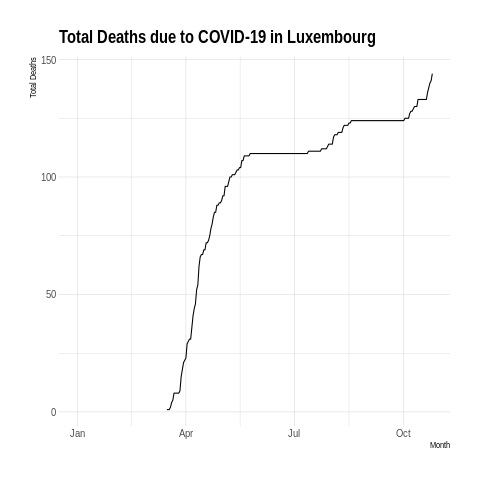 Total Deaths due to COVID-19 in Luxembourg
Total Deaths
150
100
50
0
Jan Apr Jul Oct
Month